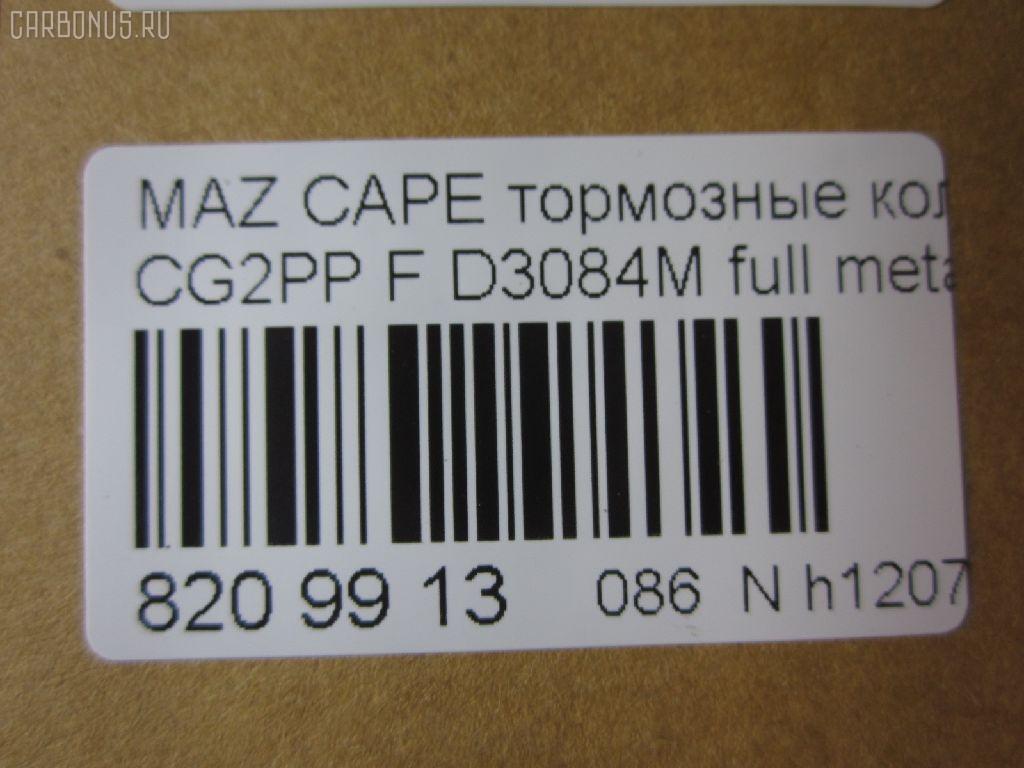 CARBONUS.RU
MAZ CAPE тормозные кол
CG2PP F D3084M full meta
820 99 13 086 N h1207